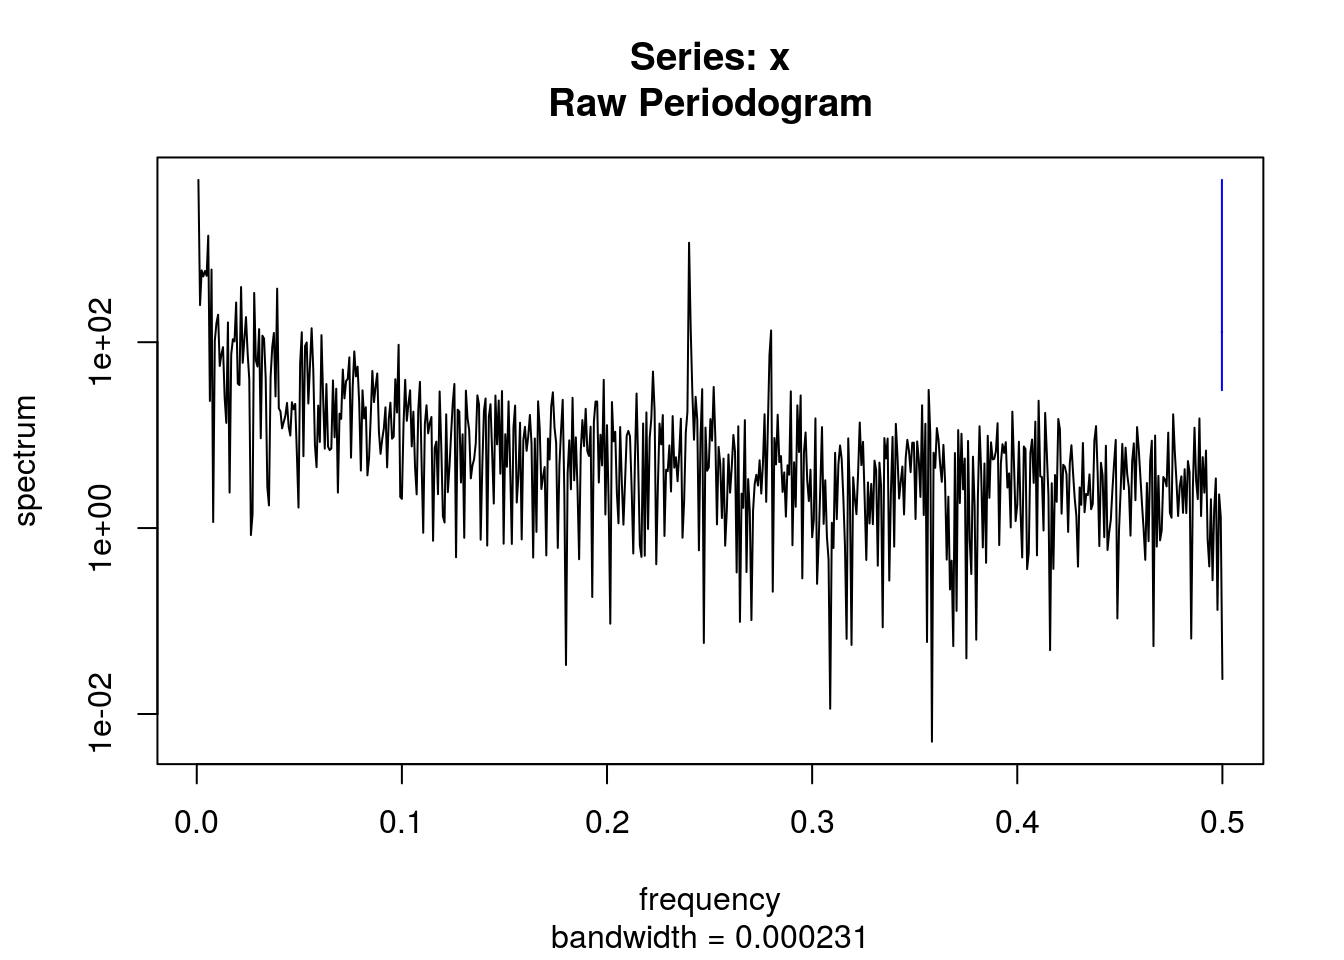 Series: x
Raw Periodogram
spectrum
1e+02
1e+00
1e-02
0.0 0.1 0.2 0.3 0.4 0.5
frequency
bandwidth = 0.000231